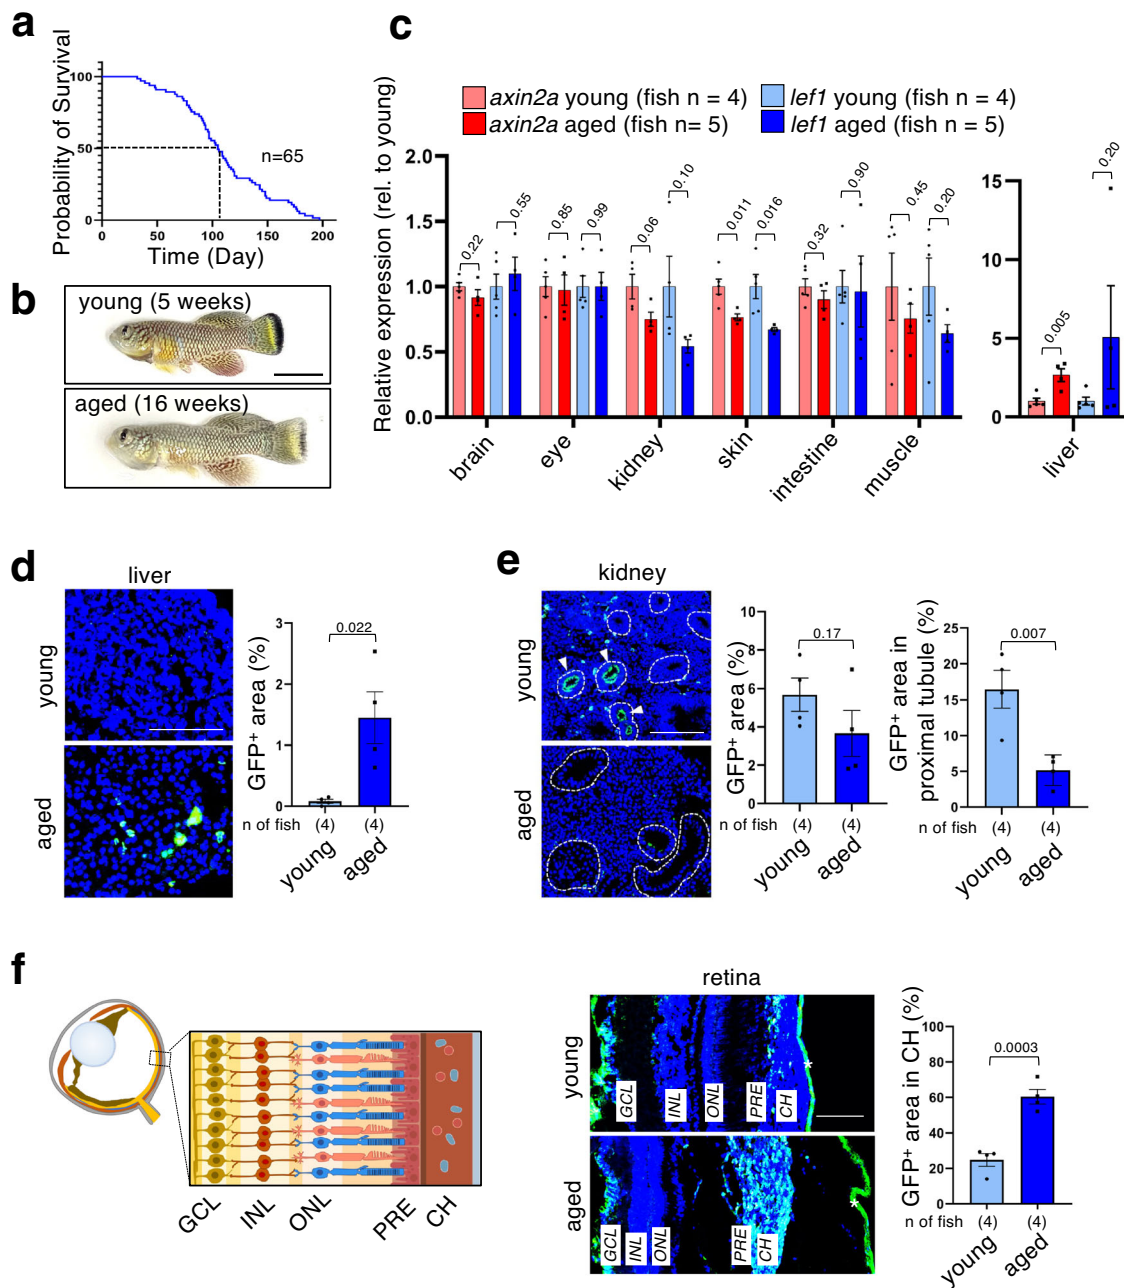 a
Probability of Survival
100
50
0
n=65
0
50
100
150
200
Time (Day)
b
young (5 weeks)
aged (16 weeks)
c
axin2a young (fish n = 4)
axin2a aged (fish n= 5)
lef1 young (fish n = 4)
lef1 aged (fish n = 5)
Relative expression (rel. to young)
2.0
1.5
1.0
0.5
0.0
0.22
0.55
0.85
0.99
0.06
0.10
0.011
0.016
0.32
0.90
0.45
0.20
brain
eye
kidney
skin
intestine
muscle
15
10
5
0
0.005
0.20
liver
d
liver
young
aged
GFP⁺ area (%)
3
2
1
0
0.022
n of fish (4) (4)
young
aged
e
kidney
young
aged
GFP⁺ area (%)
10
8
6
4
2
0
0.17
n of fish (4) (4)
young
aged
GFP⁺ area in
proximal tubule (%)
25
20
15
10
5
0
0.007
n of fish (4) (4)
young
aged
f
GCL
INL
ONL
PRE
CH
retina
young
GCL
INL
ONL
PRE
CH
*
aged
GCL
INL
ONL
PRE
CH
*
GFP⁺ area in CH (%)
100
80
60
40
20
0
0.0003
n of fish (4) (4)
young
aged